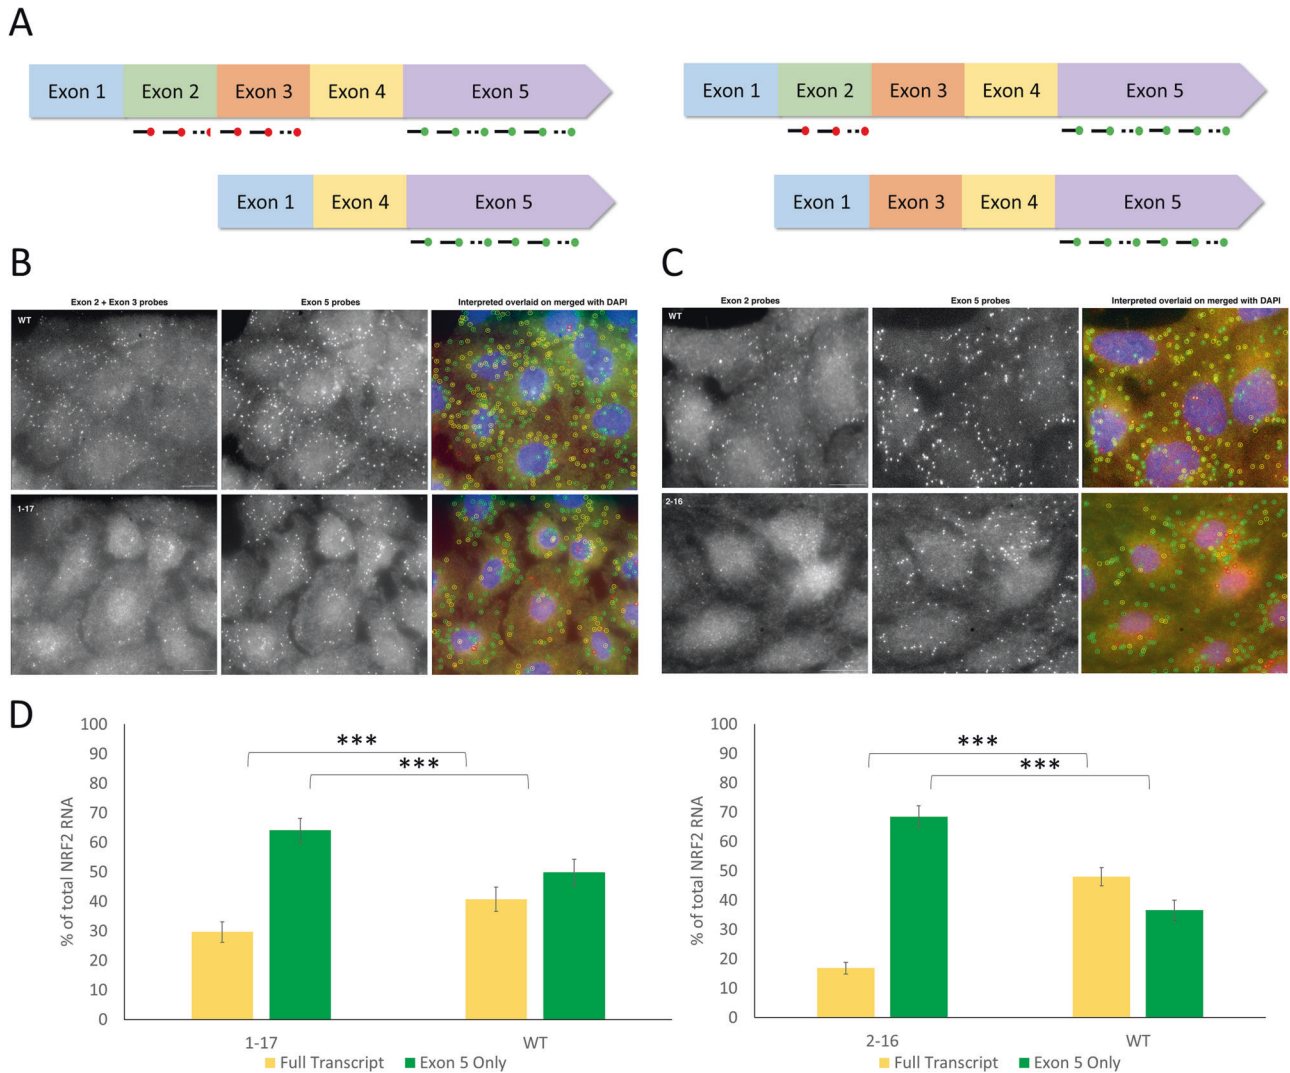 A
Exon 1 Exon 2 Exon 3 Exon 4 Exon 5
Exon 1 Exon 2 Exon 3 Exon 4 Exon 5
Exon 1 Exon 4 Exon 5
Exon 1 Exon 3 Exon 4 Exon 5
B
Exon 2 + Exon 3 probes Exon 5 probes Interpreted overlaid on merged with DAPI
WT
1-17
C
Exon 2 probes Exon 5 probes Interpreted overlaid on merged with DAPI
WT
2-16
D
% of total NRF2 RNA
100
90
80
70
60
50
40
30
20
10
0
***
***
1-17 WT
Full Transcript Exon 5 Only
% of total NRF2 RNA
100
90
80
70
60
50
40
30
20
10
0
***
***
2-16 WT
Full Transcript Exon 5 Only